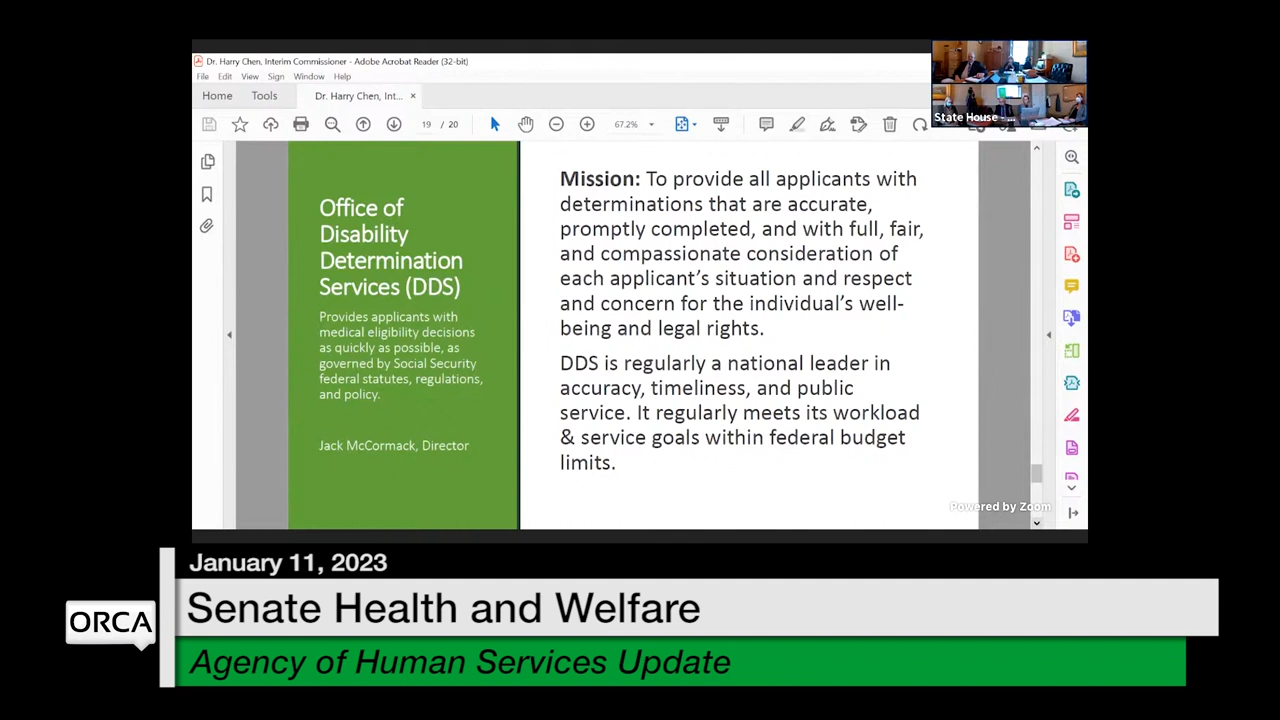 Dr. Harry Chen, Interim Commissioner - Adobe Acrobat Reader (32-bit)
File Edit View Sign Window Help
Home Tools Dr. Harry Chen, Int... ×
19 / 20 67.2%
State House - ...
Office of
Disability
Determination
Services (DDS)
Provides applicants with
medical eligibility decisions
as quickly as possible, as
governed by Social Security
federal statutes, regulations,
and policy.
Jack McCormack, Director
Mission: To provide all applicants with
determinations that are accurate,
promptly completed, and with full, fair,
and compassionate consideration of
each applicant's situation and respect
and concern for the individual's well-
being and legal rights.
DDS is regularly a national leader in
accuracy, timeliness, and public
service. It regularly meets its workload
& service goals within federal budget
limits.
Powered by Zoom
January 11, 2023
ORCA
Senate Health and Welfare
Agency of Human Services Update